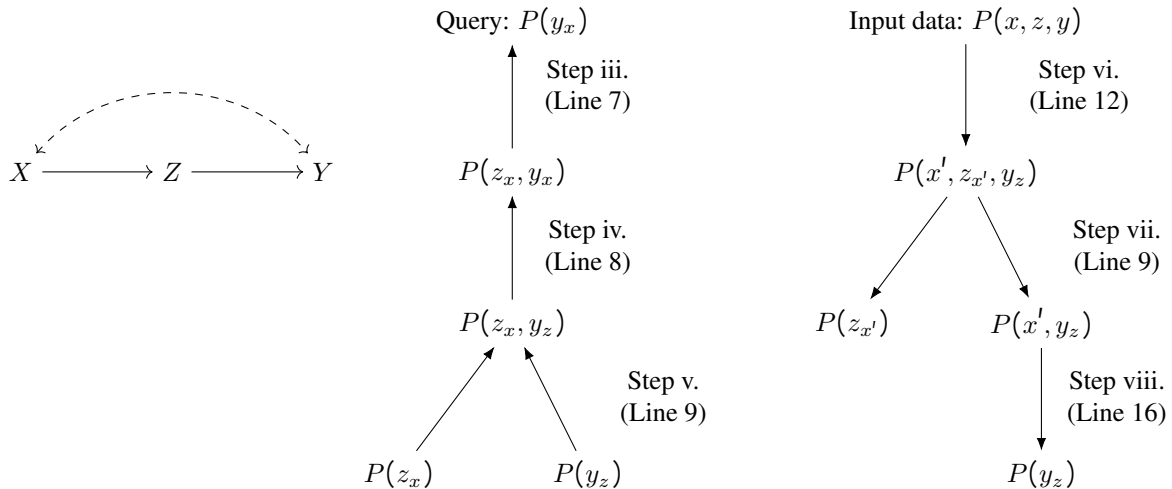 Query: P(y_x)
Input data: P(x, z, y)
Step iii.
(Line 7)
Step vi.
(Line 12)
X
Z
Y
P(z_x, y_x)
P(x′, z_{x′}, y_z)
Step iv.
(Line 8)
Step vii.
(Line 9)
P(z_x, y_z)
P(z_{x′})
P(x′, y_z)
Step v.
(Line 9)
Step viii.
(Line 16)
P(z_x)
P(y_z)
P(y_z)